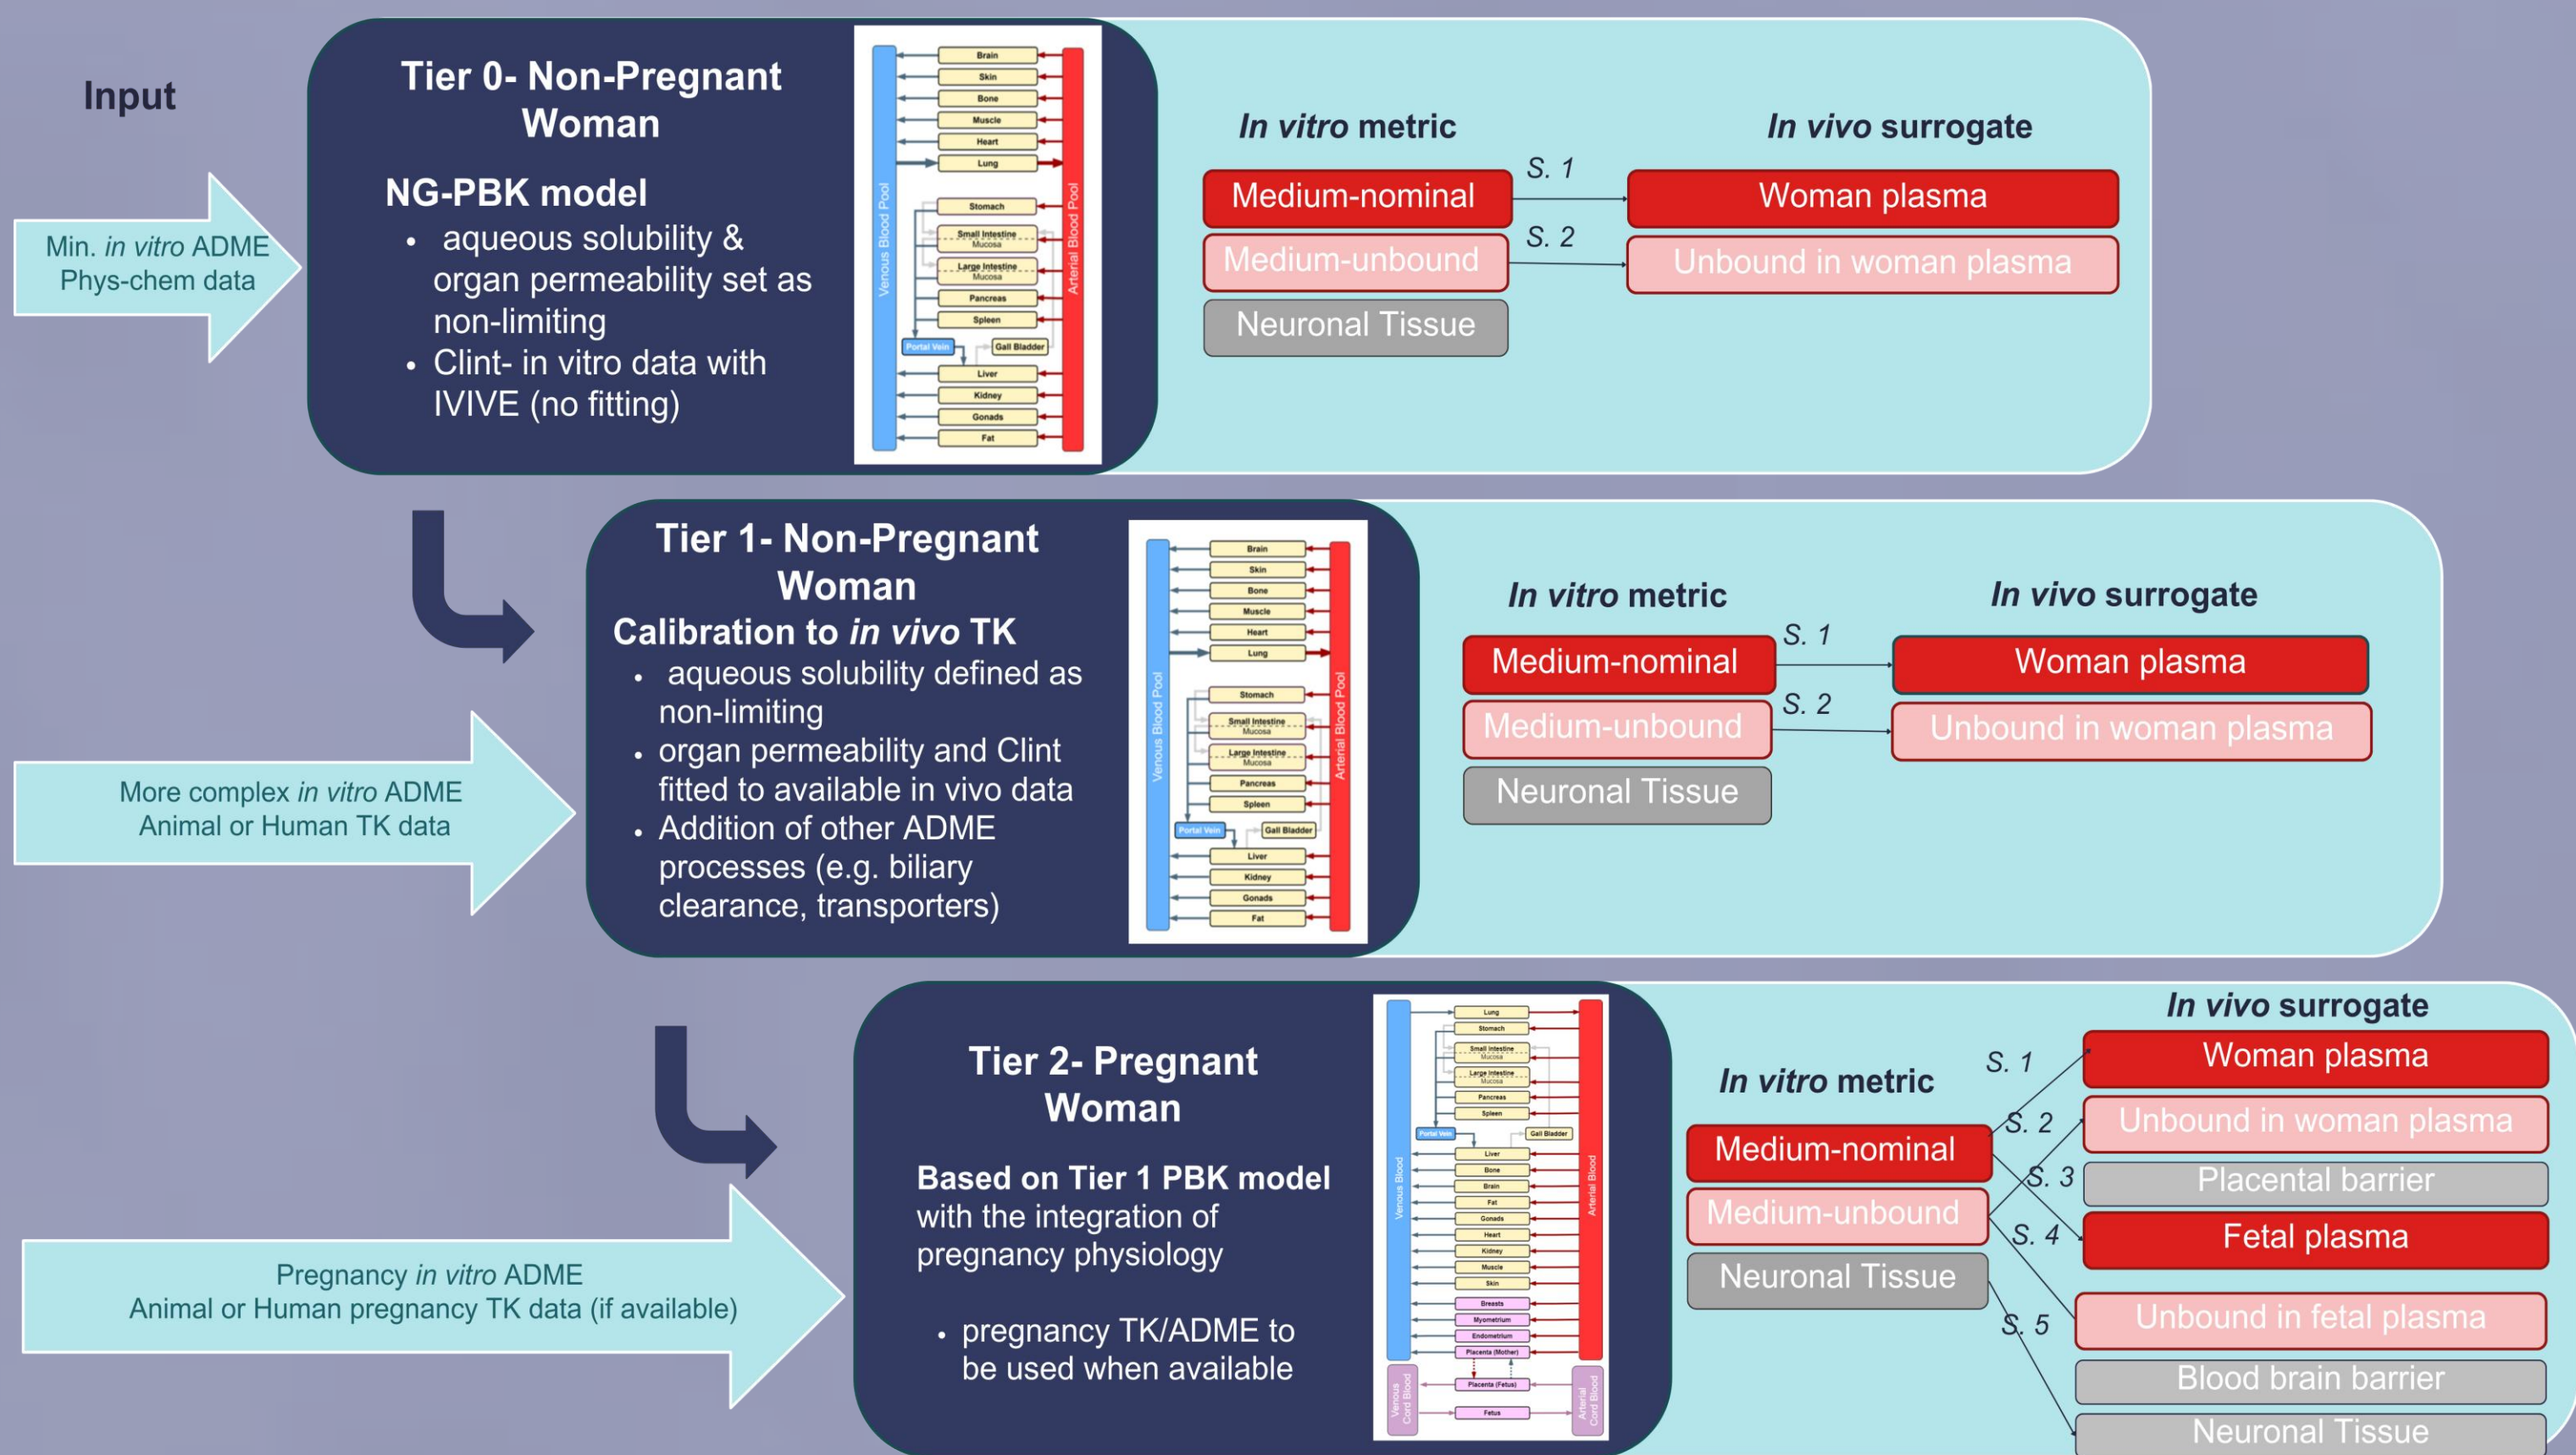 Input
Min. in vitro ADME
Phys-chem data
Tier 0- Non-Pregnant
Woman
NG-PBK model
• aqueous solubility &
organ permeability set as
non-limiting
• Clint- in vitro data with
IVIVE (no fitting)
Venous Blood Pool
Arterial Blood Pool
Brain
Skin
Bone
Muscle
Heart
Lung
Stomach
Small Intestine
Mucosa
Large Intestine
Mucosa
Pancreas
Spleen
Portal Vein
Gall Bladder
Liver
Kidney
Gonads
Fat
In vitro metric
In vivo surrogate
Medium-nominal
S. 1
Woman plasma
Medium-unbound
S. 2
Unbound in woman plasma
Neuronal Tissue
More complex in vitro ADME
Animal or Human TK data
Tier 1- Non-Pregnant
Woman
Calibration to in vivo TK
• aqueous solubility defined as
non-limiting
• organ permeability and Clint
fitted to available in vivo data
• Addition of other ADME
processes (e.g. biliary
clearance, transporters)
Venous Blood Pool
Arterial Blood Pool
Brain
Skin
Bone
Muscle
Heart
Lung
Stomach
Small Intestine
Mucosa
Large Intestine
Mucosa
Pancreas
Spleen
Portal Vein
Gall Bladder
Liver
Kidney
Gonads
Fat
In vitro metric
In vivo surrogate
Medium-nominal
S. 1
Woman plasma
Medium-unbound
S. 2
Unbound in woman plasma
Neuronal Tissue
Pregnancy in vitro ADME
Animal or Human pregnancy TK data (if available)
Tier 2- Pregnant
Woman
Based on Tier 1 PBK model
with the integration of
pregnancy physiology
• pregnancy TK/ADME to
be used when available
Venous Blood
Arterial Blood
Lung
Stomach
Small Intestine
Mucosa
Large Intestine
Mucosa
Pancreas
Spleen
Portal Vein
Gall Bladder
Liver
Bone
Brain
Fat
Gonads
Heart
Kidney
Muscle
Skin
Breasts
Myometrium
Endometrium
Placenta (Mother)
Placenta (Fetus)
Fetus
Venous
Cord Blood
Arterial
Cord Blood
In vitro metric
Medium-nominal
Medium-unbound
Neuronal Tissue
S. 1
S. 2
S. 3
S. 4
S. 5
In vivo surrogate
Woman plasma
Unbound in woman plasma
Placental barrier
Fetal plasma
Unbound in fetal plasma
Blood brain barrier
Neuronal Tissue